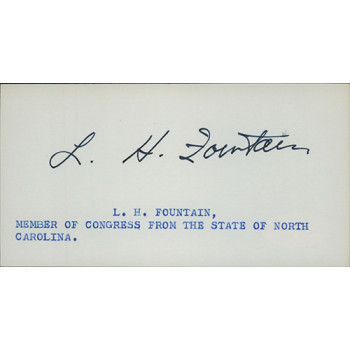 L. H. Fountain
L. H. FOUNTAIN,
MEMBER OF CONGRESS FROM THE STATE OF NORTH
CAROLINA.